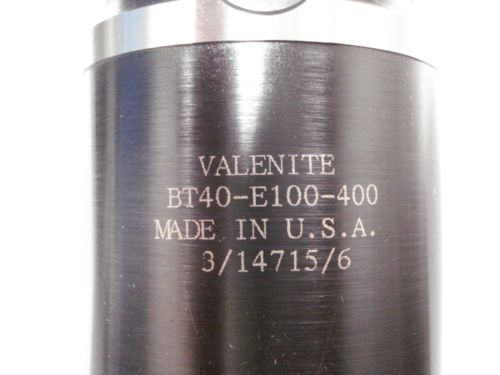 VALENITE
BT40-E100-400
MADE IN U.S.A.
3/14715/6